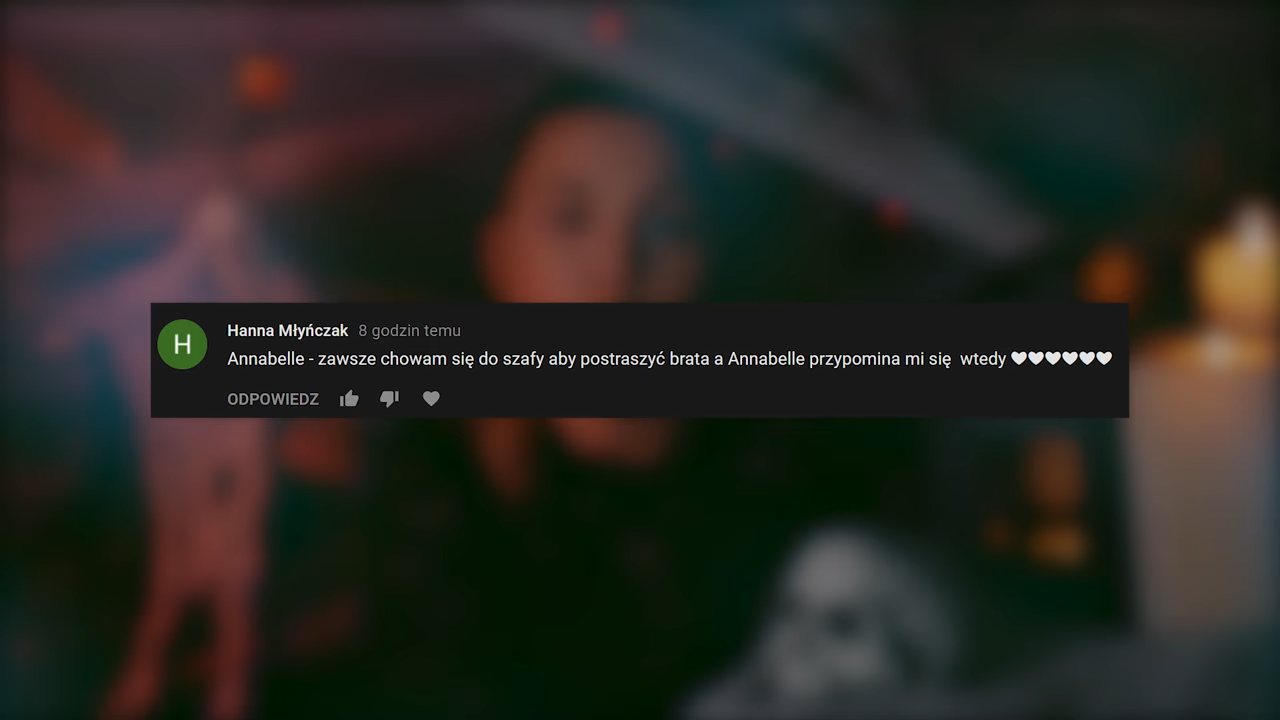 H
Hanna Młyńczak 8 godzin temu
Annabelle - zawsze chowam się do szafy aby postraszyć brata a Annabelle przypomina mi się  wtedy 🤍🤍🤍🤍🤍🤍
ODPOWIEDZ